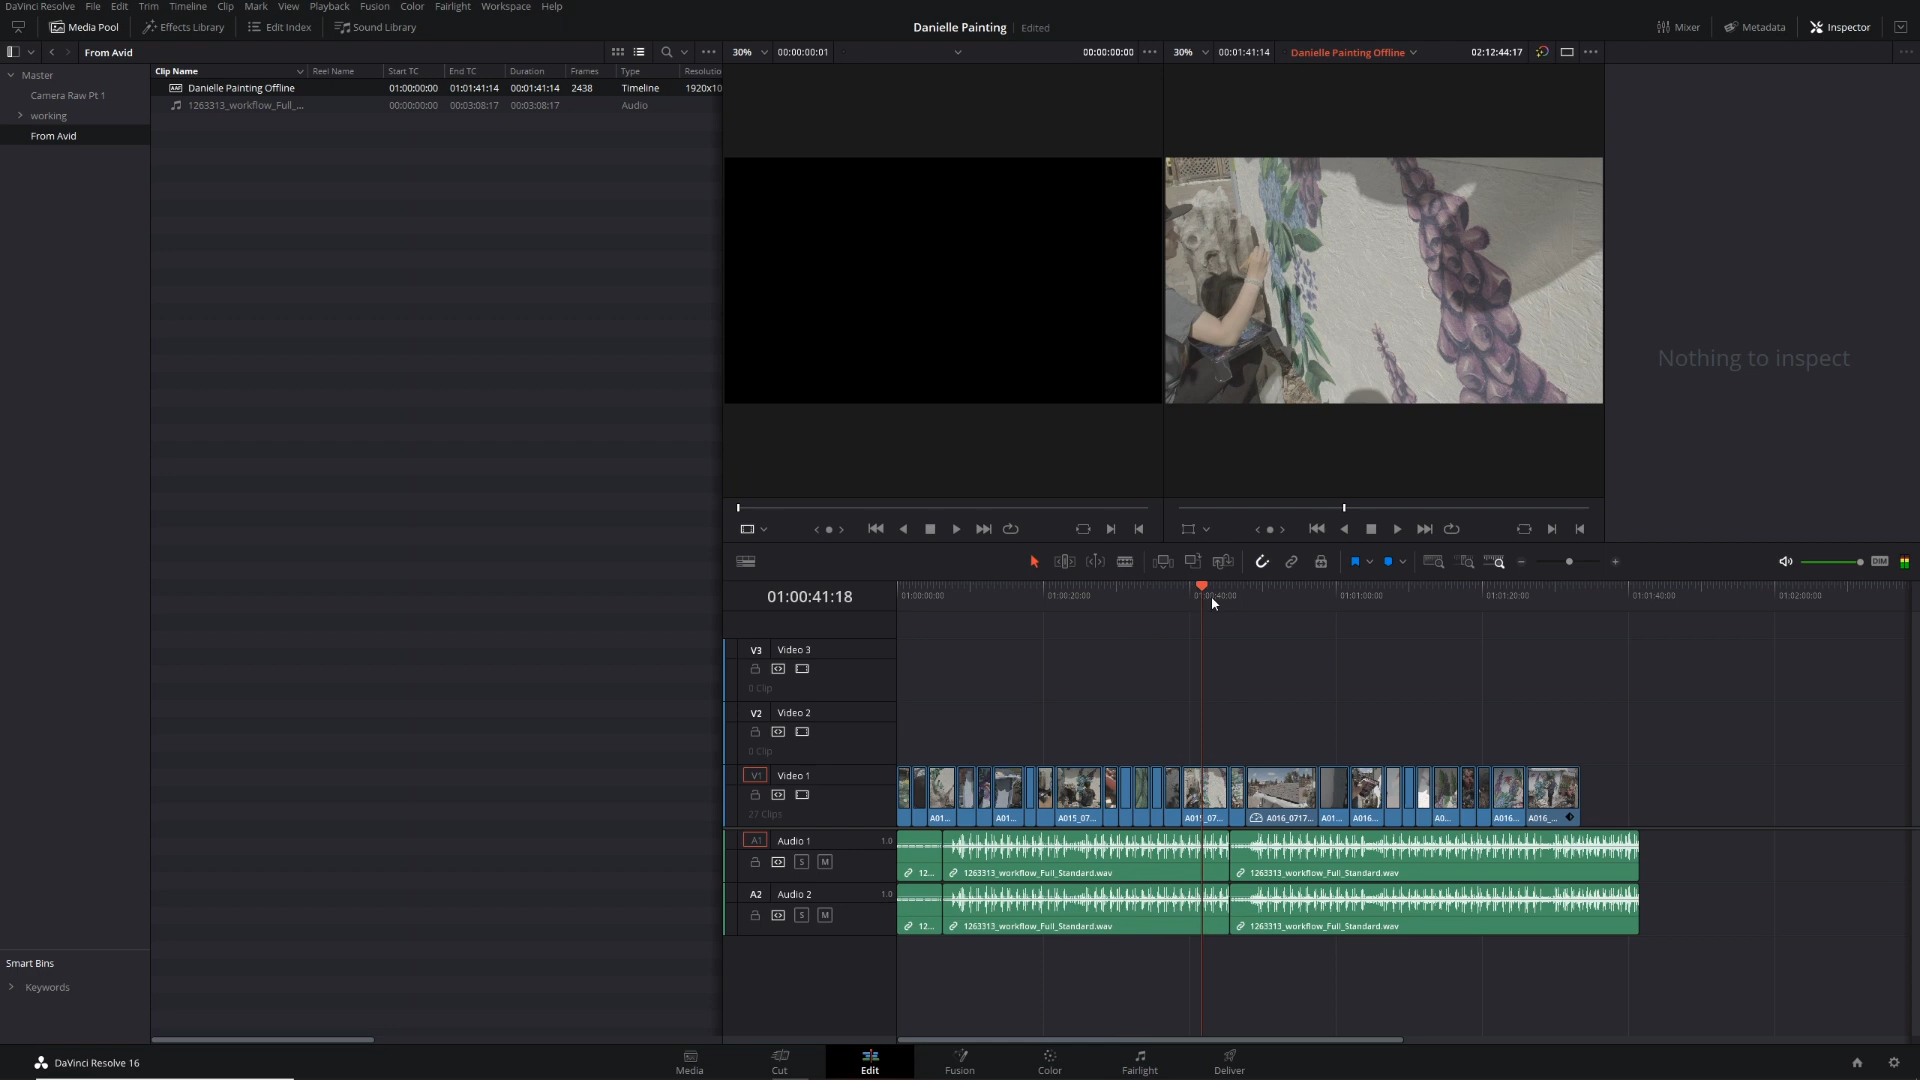 DaVinci Resolve File Edit Trim Timeline Clip Mark View Playback Fusion Color Fairlight Workspace Help
Media Pool Effects Library Edit Index Sound Library Danielle Painting Edited Mixer Metadata Inspector
From Avid 30% 00:00:00:01 00:00:00:00 30% 00:01:41:14 Danielle Painting Offline 02:12:44:17
Master
Camera Raw Pt 1
working
From Avid
Clip Name Reel Name Start TC End TC Duration Frames Type Resolutio
Danielle Painting Offline 01:00:00:00 01:01:41:14 00:01:41:14 2438 Timeline 1920x10
1263313_workflow_Full_... 00:00:00:00 00:03:08:17 00:03:08:17 Audio
Nothing to inspect
DIM
01:00:41:18 01:00:00:00 01:00:20:00 01:00:40:00 01:01:00:00 01:01:20:00 01:01:40:00 01:02:00:00
V3 Video 3
0 Clip
V2 Video 2
0 Clip
V1 Video 1
27 Clips
A01... A01... A015_07... A015_07... A016_0717... A01... A016... A0... A016... A016_...
A1 Audio 1 1.0
S M
12... 1263313_workflow_Full_Standard.wav 1263313_workflow_Full_Standard.wav
A2 Audio 2 1.0
S M
12... 1263313_workflow_Full_Standard.wav 1263313_workflow_Full_Standard.wav
Smart Bins
Keywords
DaVinci Resolve 16
Media Cut Edit Fusion Color Fairlight Deliver